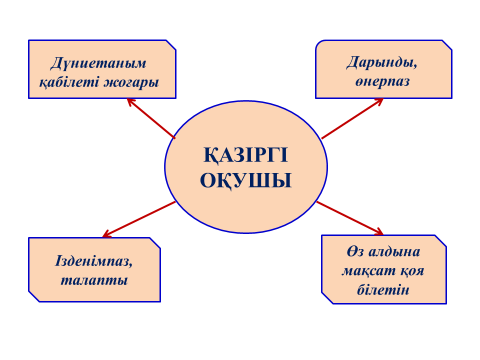 Дүниетаным
қабілеті жоғары
Дарынды,
өнерпаз
ҚАЗІРГІ
ОҚУШЫ
Ізденімпаз,
талапты
Өз алдына
мақсат қоя
білетін